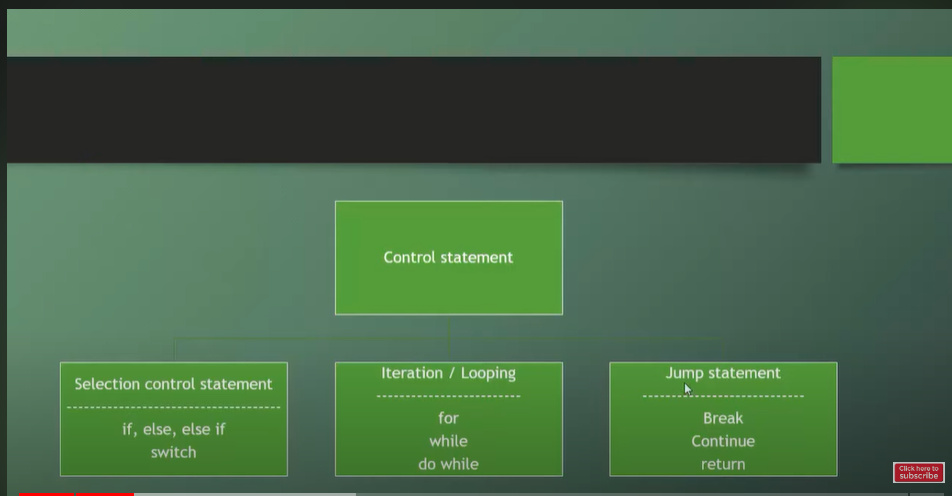 Control statement
Selection control statement
if, else, else if
switch
Iteration / Looping
for
while
do while
Jump statement
Break
Continue
return
Click here to
subscribe